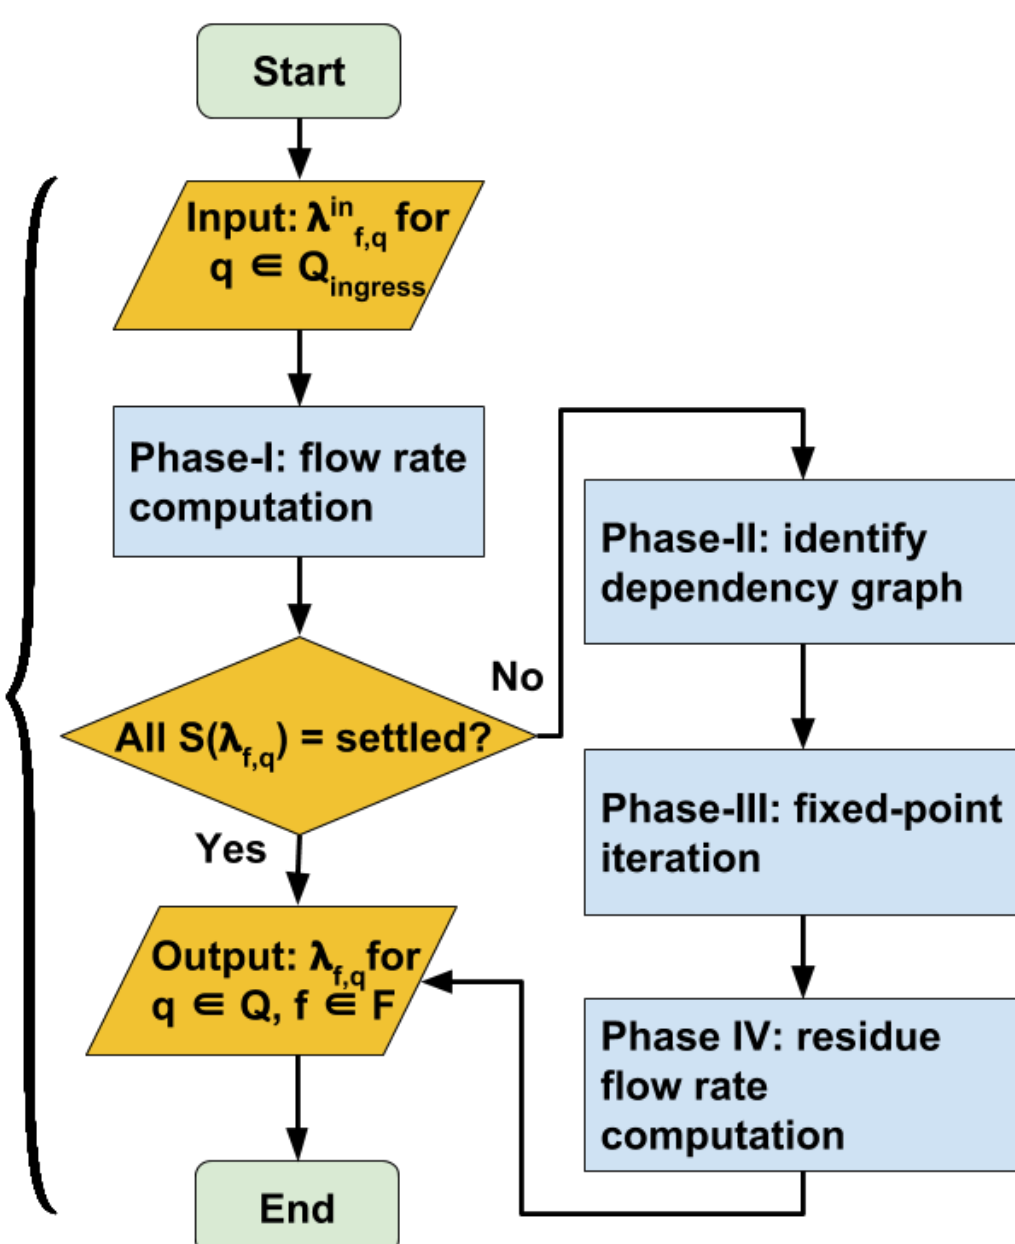 Start
Input: λ^in_f,q for
q ∈ Q_ingress
Phase-I: flow rate
computation
All S(λ_f,q) = settled?
No
Yes
Output: λ_f,q for
q ∈ Q, f ∈ F
End
Phase-II: identify
dependency graph
Phase-III: fixed-point
iteration
Phase IV: residue
flow rate
computation